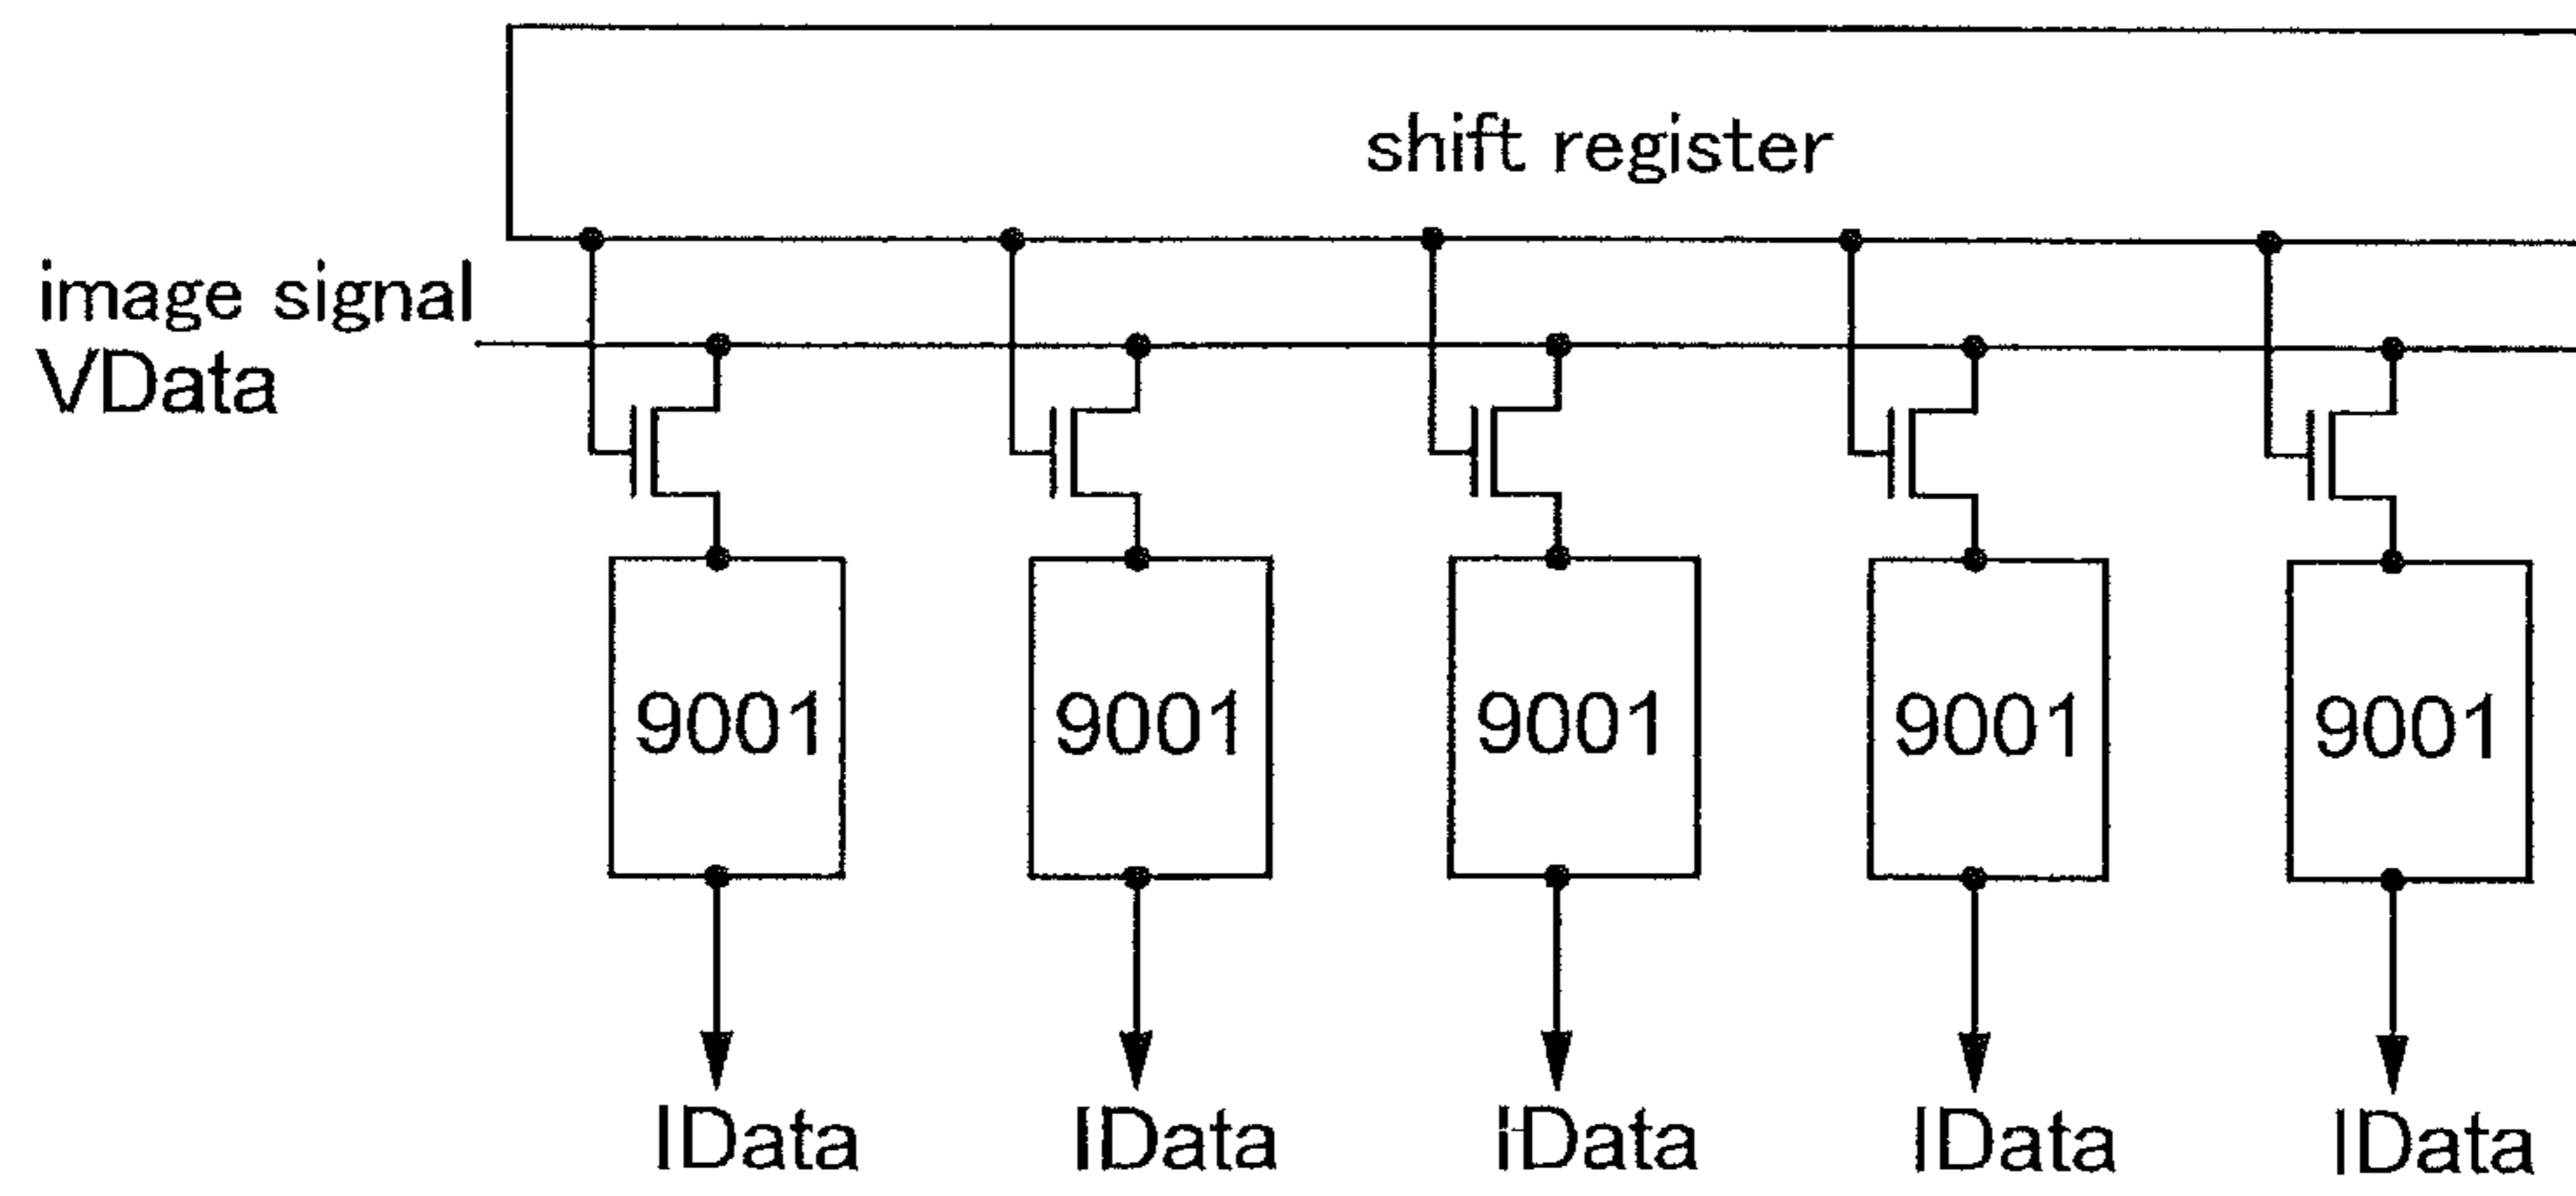 shift register
image signal
VData
9001 9001 9001 9001 9001
IData IData IData IData IData